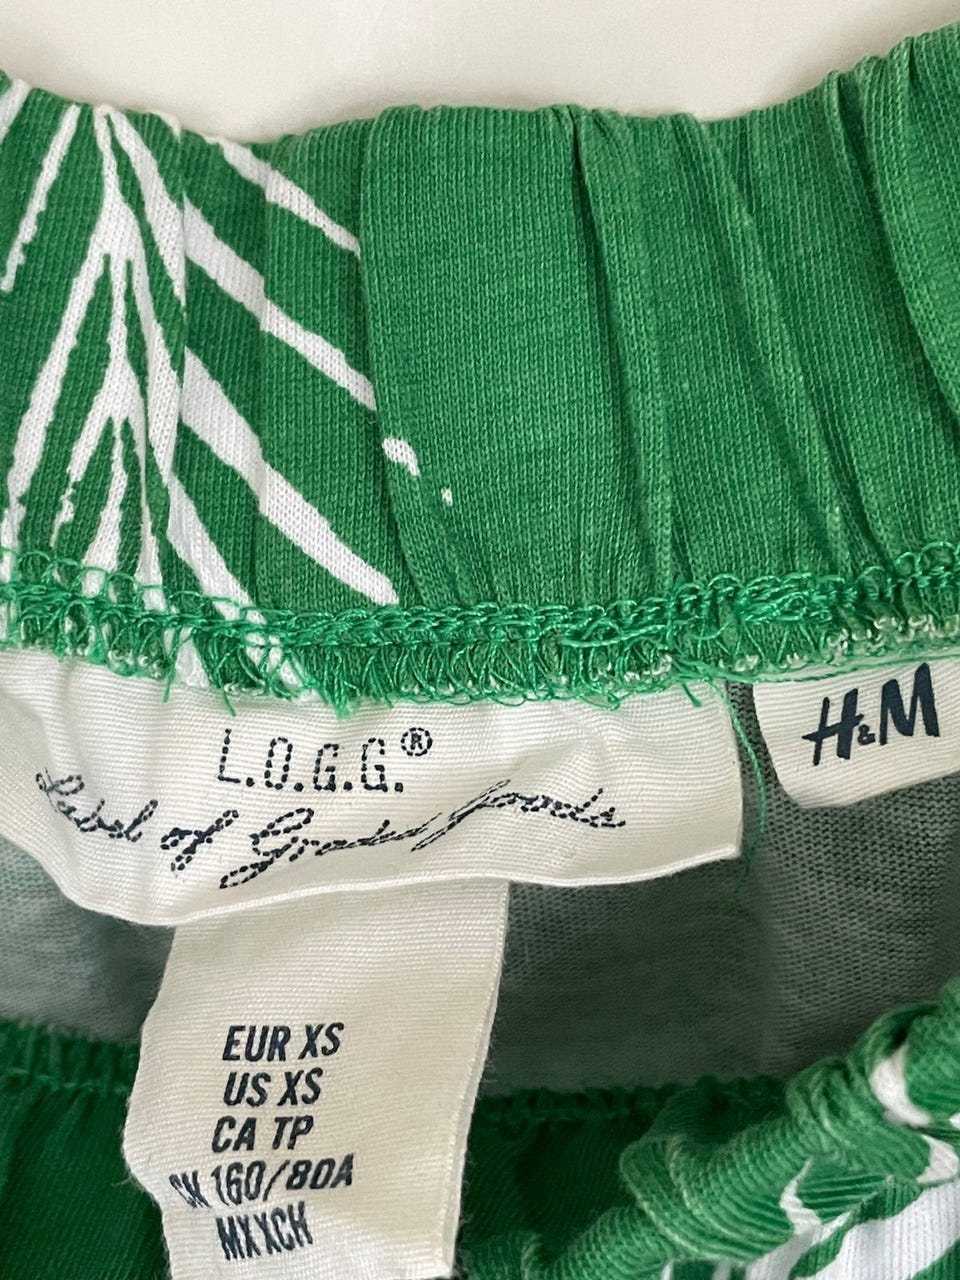 L.O.G.G.®
Label of Graded Goods
H&M
EUR XS
US XS
CA TP
CN 160/80A
MX XCH